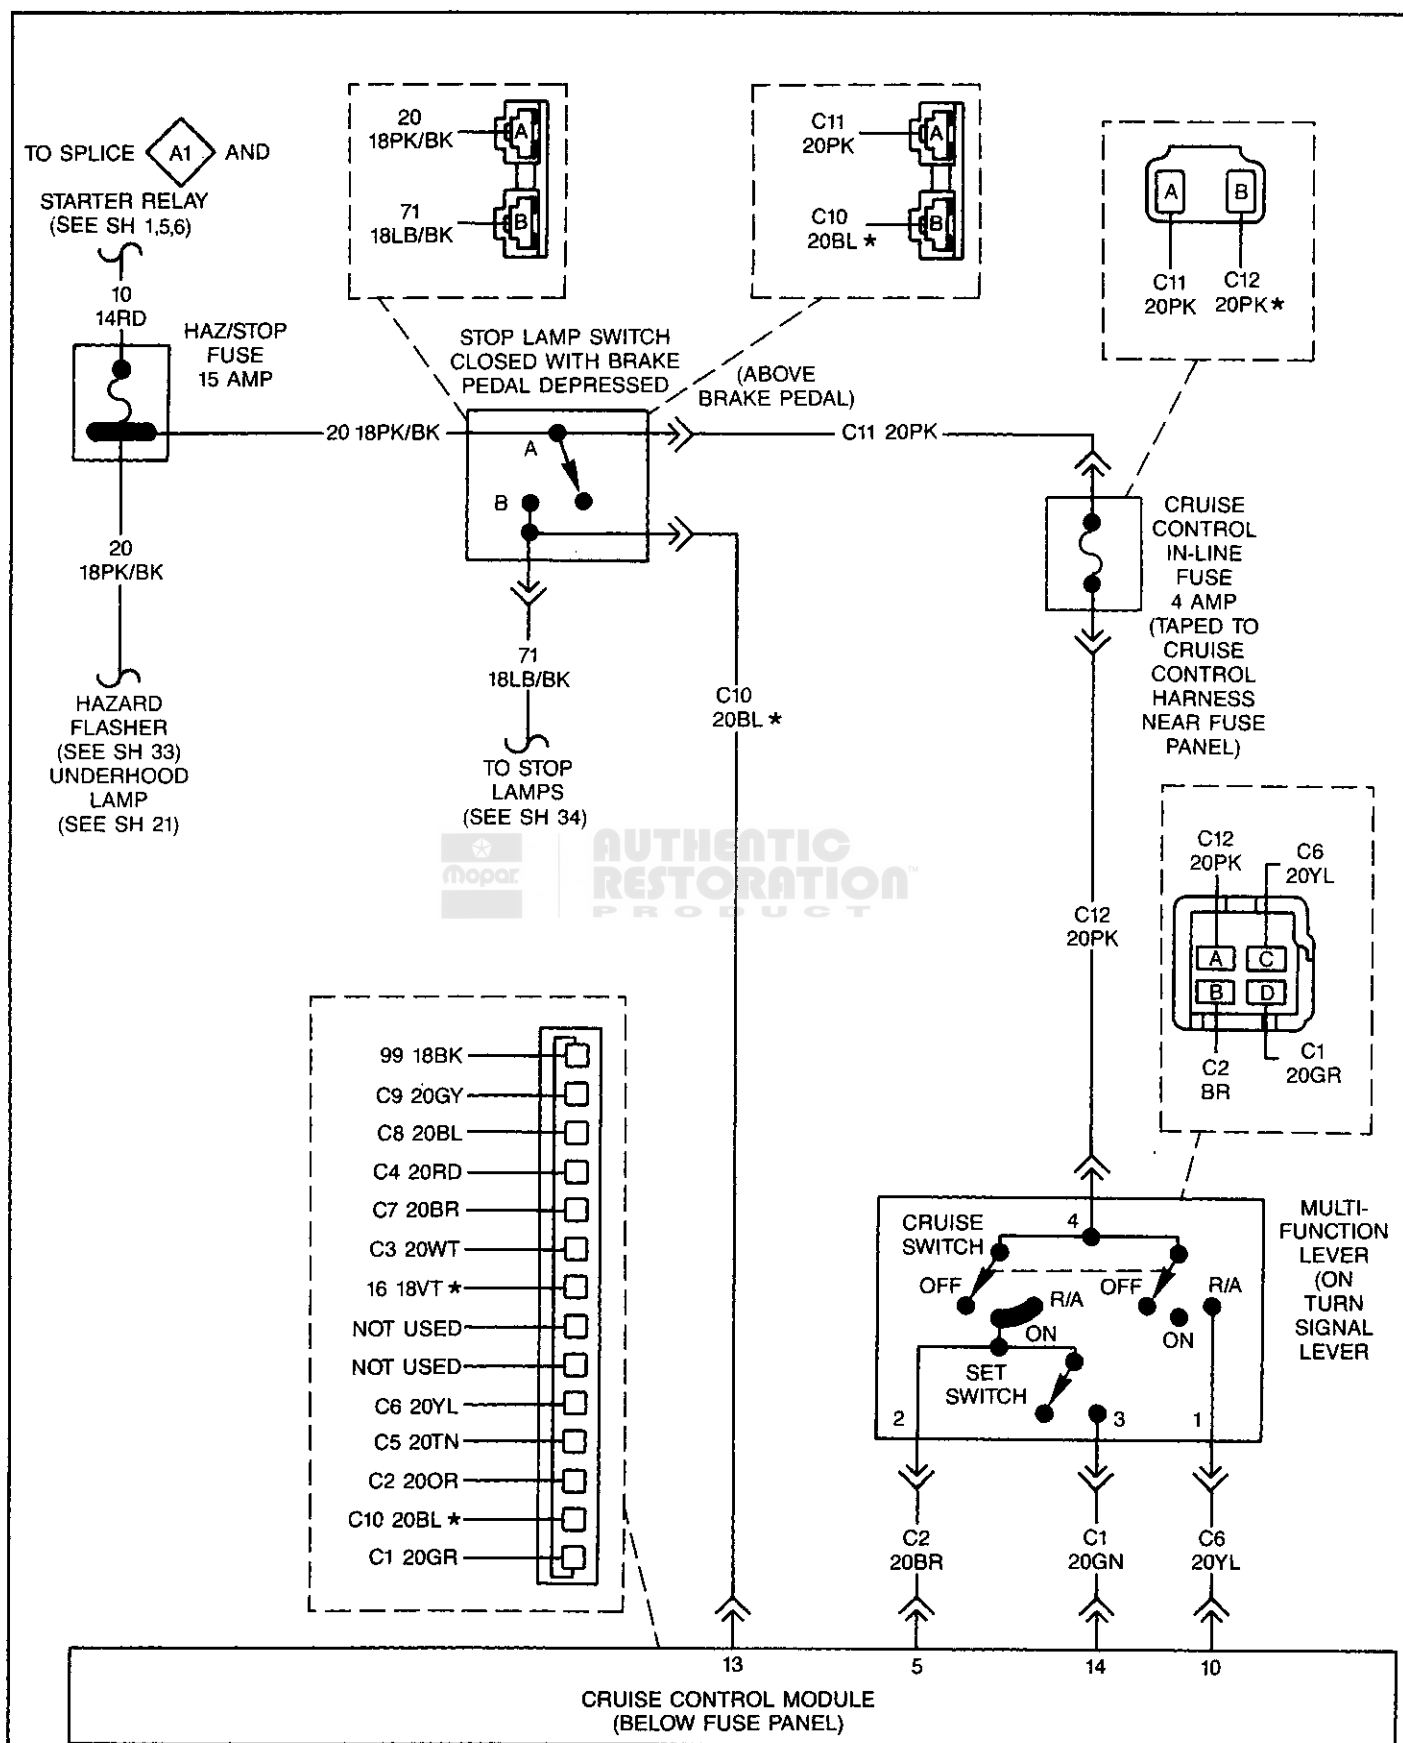 TO SPLICE A1 AND
STARTER RELAY
(SEE SH 1,5,6)
10
14RD
HAZ/STOP
FUSE
15 AMP
20
18PK/BK
A
71
18LB/BK
B
C11
20PK
A
C10
20BL *
B
A
B
C11
20PK
C12
20PK *
STOP LAMP SWITCH
CLOSED WITH BRAKE
PEDAL DEPRESSED
(ABOVE
BRAKE PEDAL)
20 18PK/BK
A
B
C11 20PK
20
18PK/BK
HAZARD
FLASHER
(SEE SH 33)
UNDERHOOD
LAMP
(SEE SH 21)
71
18LB/BK
TO STOP
LAMPS
(SEE SH 34)
C10
20BL *
CRUISE
CONTROL
IN-LINE
FUSE
4 AMP
(TAPED TO
CRUISE
CONTROL
HARNESS
NEAR FUSE
PANEL)
Mopar
AUTHENTIC
RESTORATION™
PRODUCT
C12
20PK
C12
20PK
C6
20YL
A
C
B
D
C2
BR
C1
20GR
99 18BK
C9 20GY
C8 20BL
C4 20RD
C7 20BR
C3 20WT
16 18VT *
NOT USED
NOT USED
C6 20YL
C5 20TN
C2 20OR
C10 20BL *
C1 20GR
CRUISE
SWITCH
4
OFF
R/A
ON
OFF
R/A
ON
SET
SWITCH
2
3
1
MULTI-
FUNCTION
LEVER
(ON
TURN
SIGNAL
LEVER
C2
20BR
C1
20GN
C6
20YL
13
5
14
10
CRUISE CONTROL MODULE
(BELOW FUSE PANEL)